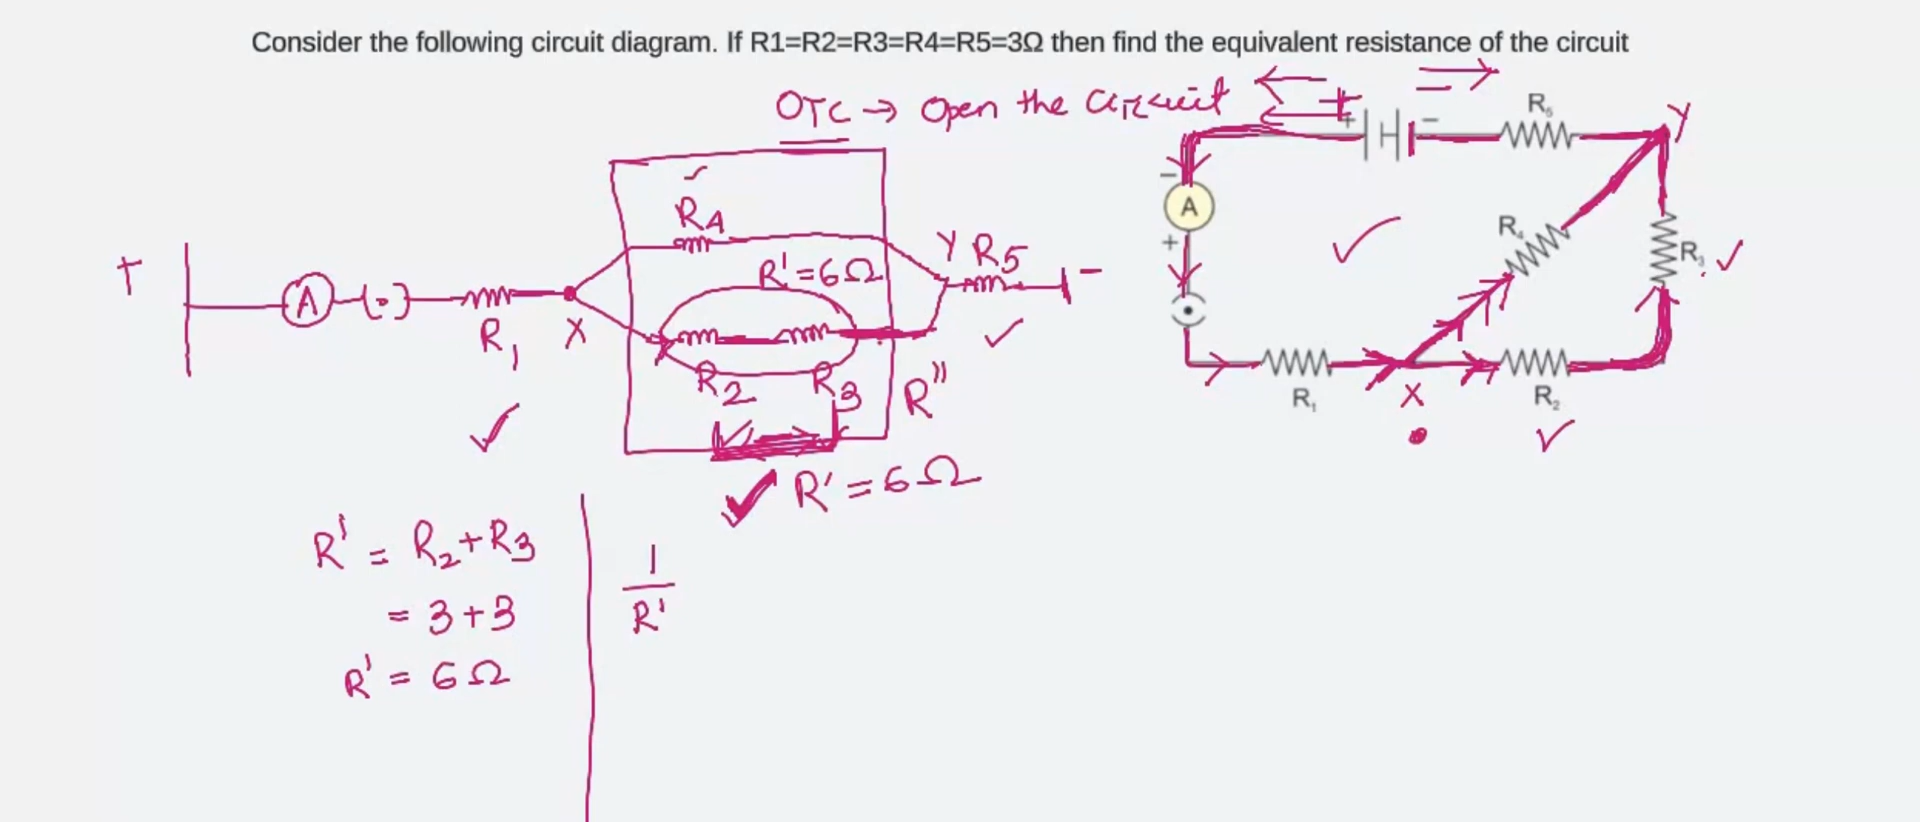 Consider the following circuit diagram. If R1=R2=R3=R4=R5=3Ω then find the equivalent resistance of the circuit
OTC → Open the Circuit
R4
R' = 6Ω
+
A
(.)
R1
X
R2
R3
Y
R5
−
R''
R' = 6Ω
+
−
R5
Y
−
A
+
R4
R3
R1
X
R2
R' = R2+R3
= 3+3
R' = 6Ω
1
R'